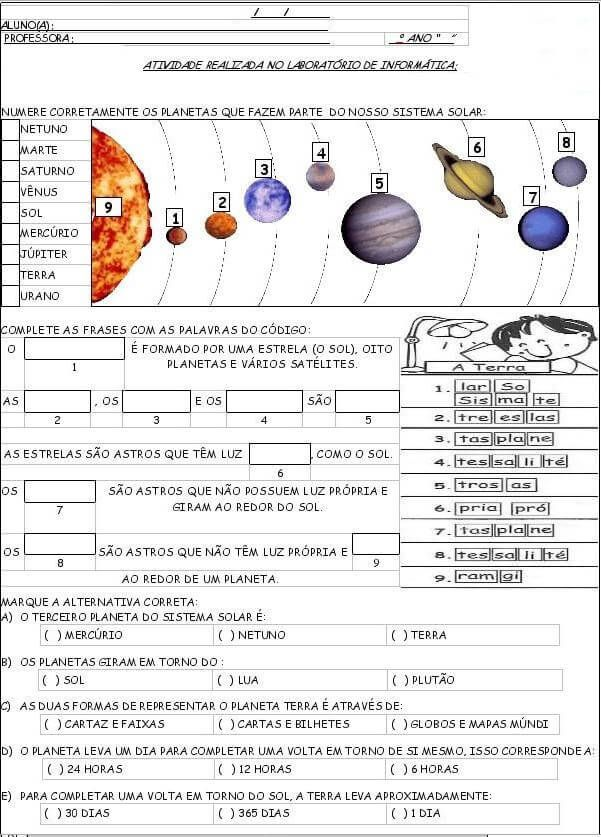 / /
ALUNO(A):
PROFESSORA: º ANO " "
ATIVIDADE REALIZADA NO LABORATÓRIO DE INFORMÁTICA:
NUMERE CORRETAMENTE OS PLANETAS QUE FAZEM PARTE DO NOSSO SISTEMA SOLAR:
NETUNO
MARTE
SATURNO
VÊNUS
SOL
MERCÚRIO
JÚPITER
TERRA
URANO
9 1 2 3 4 5 6 7 8
COMPLETE AS FRASES COM AS PALAVRAS DO CÓDIGO:
O É FORMADO POR UMA ESTRELA (O SOL), OITO
1 PLANETAS E VÁRIOS SATÉLITES.
AS , OS E OS SÃO
2 3 4 5
AS ESTRELAS SÃO ASTROS QUE TÊM LUZ , COMO O SOL.
6
OS SÃO ASTROS QUE NÃO POSSUEM LUZ PRÓPRIA E
7 GIRAM AO REDOR DO SOL.
OS SÃO ASTROS QUE NÃO TÊM LUZ PRÓPRIA E
8 9
AO REDOR DE UM PLANETA.
A Terra
1. lar So
Sis ma te
2. tre es las
3. tas pla ne
4. tes sa li té
5. tros as
6. pria pró
7. tas pla ne
8. tes sa li té
9. ram gi
MARQUE A ALTERNATIVA CORRETA:
A) O TERCEIRO PLANETA DO SISTEMA SOLAR É:
( ) MERCÚRIO ( ) NETUNO ( ) TERRA
B) OS PLANETAS GIRAM EM TORNO DO :
( ) SOL ( ) LUA ( ) PLUTÃO
C) AS DUAS FORMAS DE REPRESENTAR O PLANETA TERRA É ATRAVÉS DE:
( ) CARTAZ E FAIXAS ( ) CARTAS E BILHETES ( ) GLOBOS E MAPAS MÚNDI
D) O PLANETA LEVA UM DIA PARA COMPLETAR UMA VOLTA EM TORNO DE SI MESMO, ISSO CORRESPONDE A:
( ) 24 HORAS ( ) 12 HORAS ( ) 6 HORAS
E) PARA COMPLETAR UMA VOLTA EM TORNO DO SOL, A TERRA LEVA APROXIMADAMENTE:
( ) 30 DIAS ( ) 365 DIAS ( ) 1 DIA